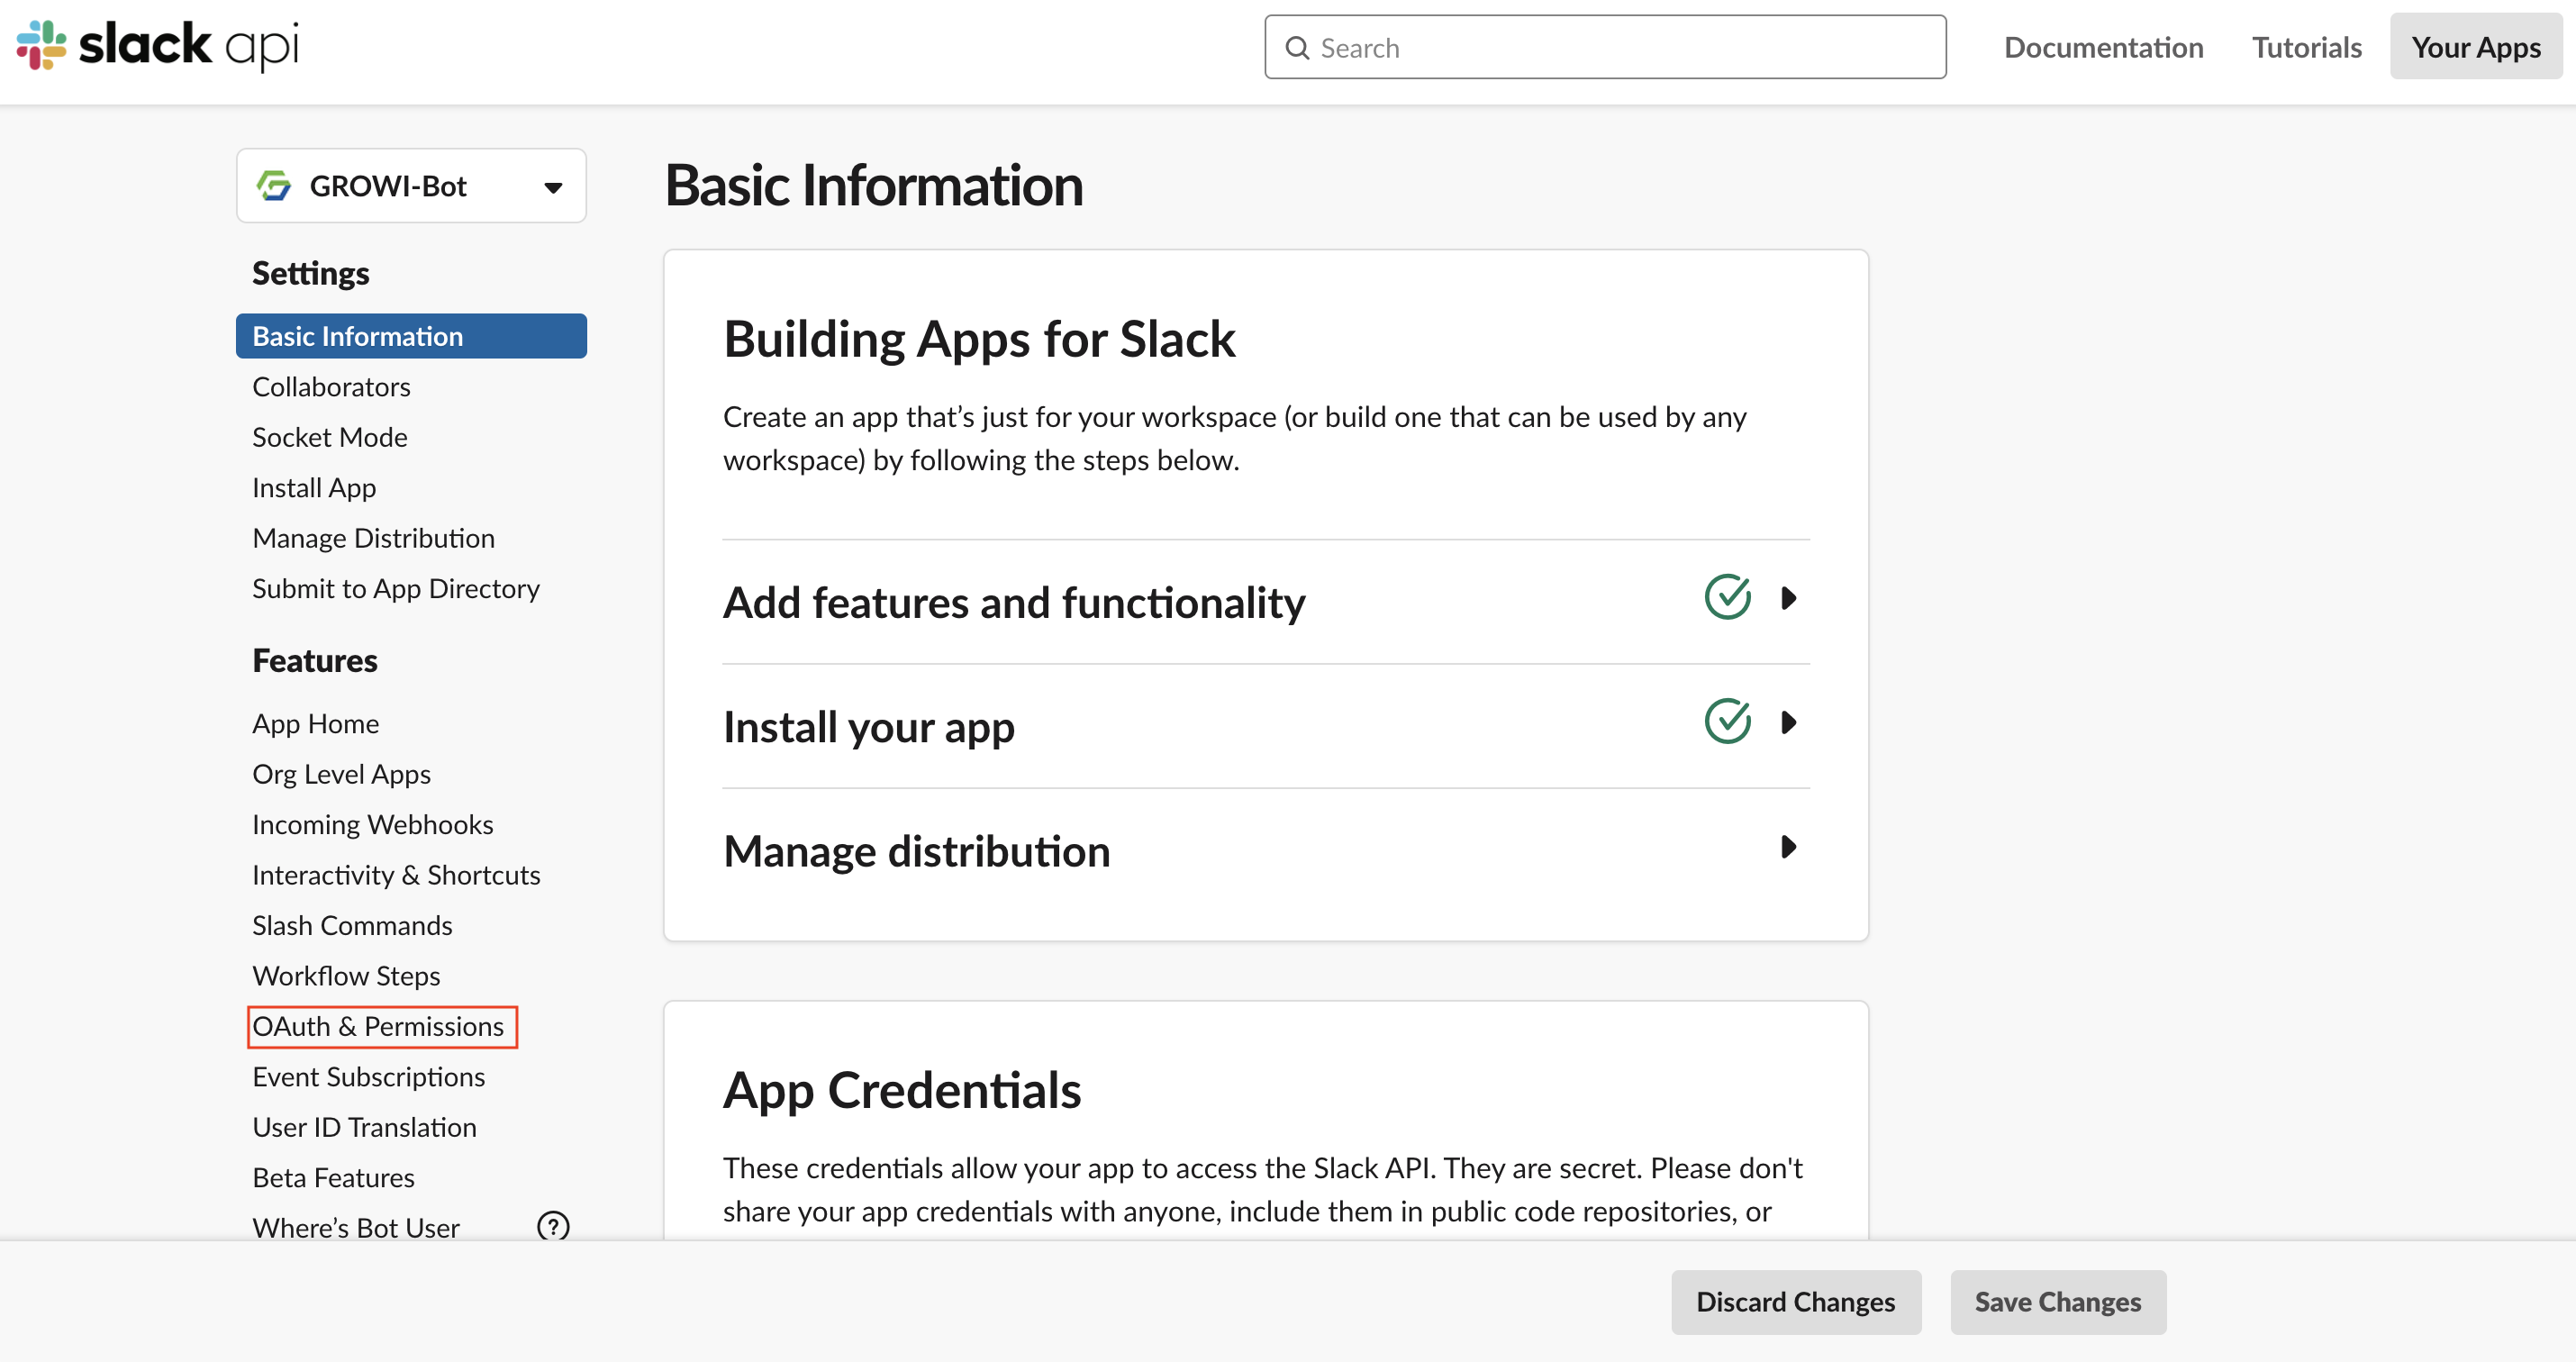 slack api
Search
Documentation
Tutorials
Your Apps
GROWI-Bot
Settings
Basic Information
Collaborators
Socket Mode
Install App
Manage Distribution
Submit to App Directory
Features
App Home
Org Level Apps
Incoming Webhooks
Interactivity & Shortcuts
Slash Commands
Workflow Steps
OAuth & Permissions
Event Subscriptions
User ID Translation
Beta Features
Where’s Bot User
?
Basic Information
Building Apps for Slack
Create an app that’s just for your workspace (or build one that can be used by any
workspace) by following the steps below.
Add features and functionality
Install your app
Manage distribution
App Credentials
These credentials allow your app to access the Slack API. They are secret. Please don't
share your app credentials with anyone, include them in public code repositories, or
Discard Changes
Save Changes